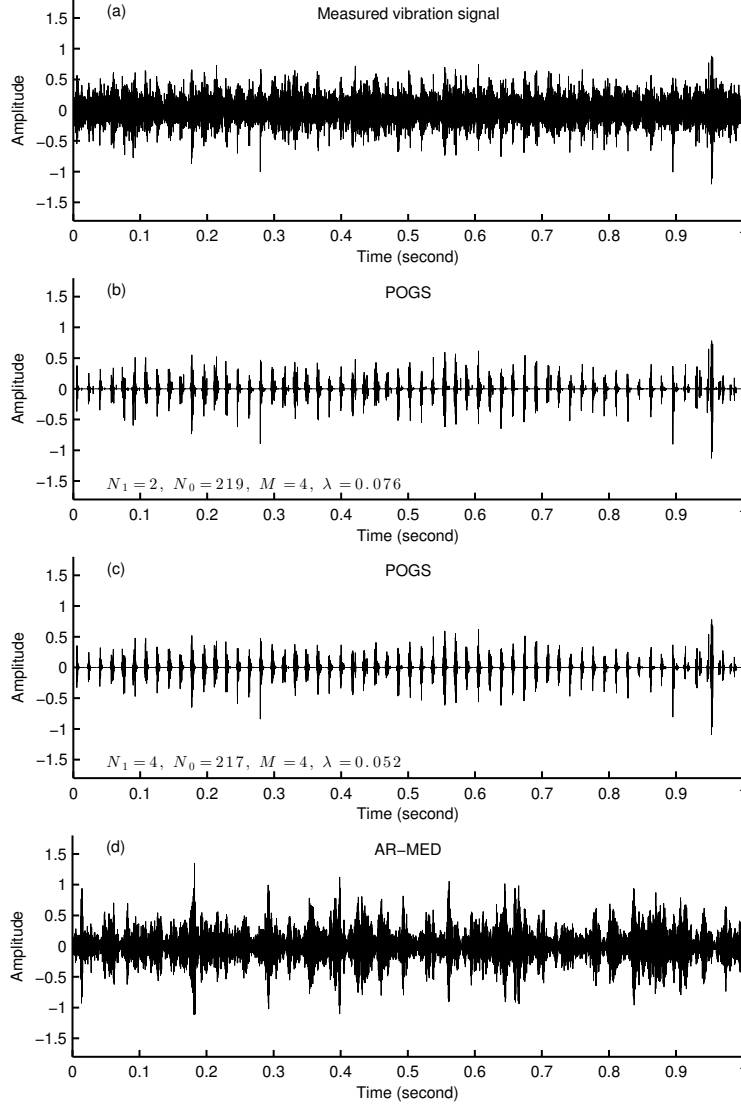 (a) Measured vibration signal
1.5
1
0.5
0
−0.5
−1
−1.5
Amplitude
0 0.1 0.2 0.3 0.4 0.5 0.6 0.7 0.8 0.9
Time (second)
(b) POGS
1.5
1
0.5
0
−0.5
−1
−1.5
Amplitude
N₁=2, N₀=219, M=4, λ=0.076
0 0.1 0.2 0.3 0.4 0.5 0.6 0.7 0.8 0.9
Time (second)
(c) POGS
1.5
1
0.5
0
−0.5
−1
−1.5
Amplitude
N₁=4, N₀=217, M=4, λ=0.052
0 0.1 0.2 0.3 0.4 0.5 0.6 0.7 0.8 0.9
Time (second)
(d) AR−MED
1.5
1
0.5
0
−0.5
−1
−1.5
Amplitude
0 0.1 0.2 0.3 0.4 0.5 0.6 0.7 0.8 0.9
Time (second)